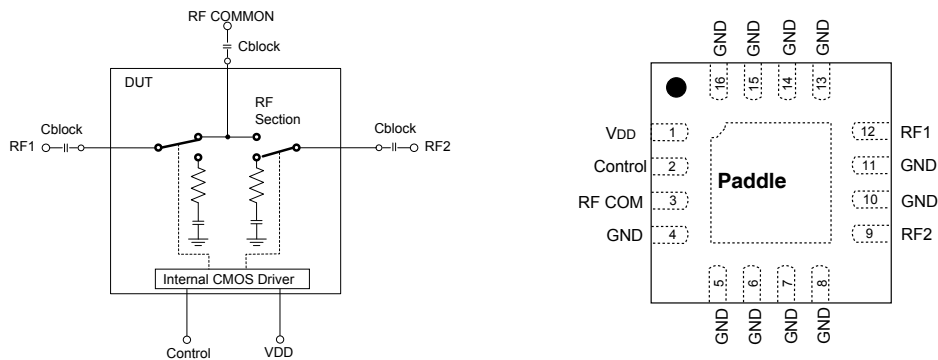 RF COMMON
Cblock
DUT
RF
Section
Cblock
RF1
Cblock
RF2
Internal CMOS Driver
Control
VDD
GND
GND
GND
GND
16
15
14
13
VDD
1
Control
2
RF COM
3
GND
4
Paddle
12
RF1
11
GND
10
GND
9
RF2
5
6
7
8
GND
GND
GND
GND